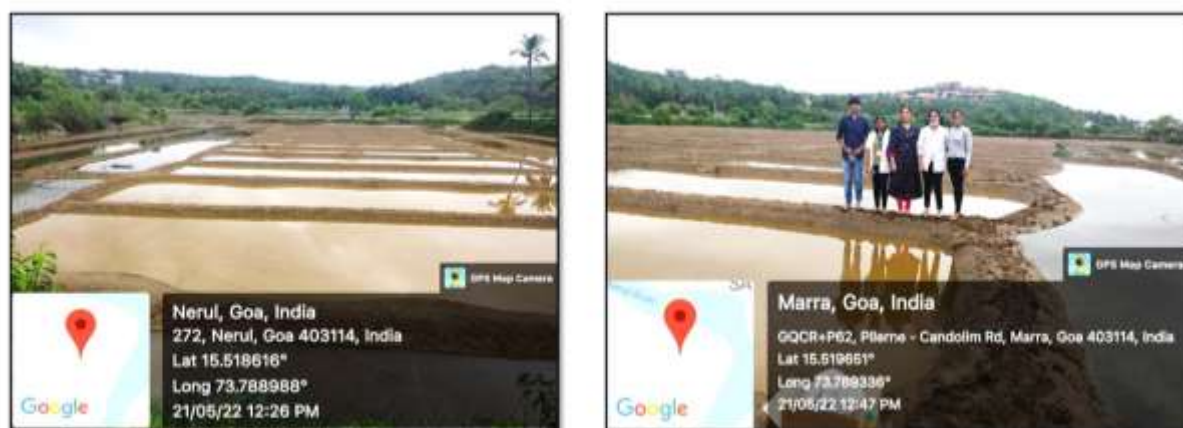 GPS Map Camera
Nerul, Goa, India
272, Nerul, Goa 403114, India
Lat 15.518616°
Long 73.788988°
21/05/22 12:26 PM
Google
GPS Map Camera
Marra, Goa, India
GQCR+P62, Pilerne - Candolim Rd, Marra, Goa 403114, India
Lat 15.519651°
Long 73.789336°
21/05/22 12:47 PM
Google